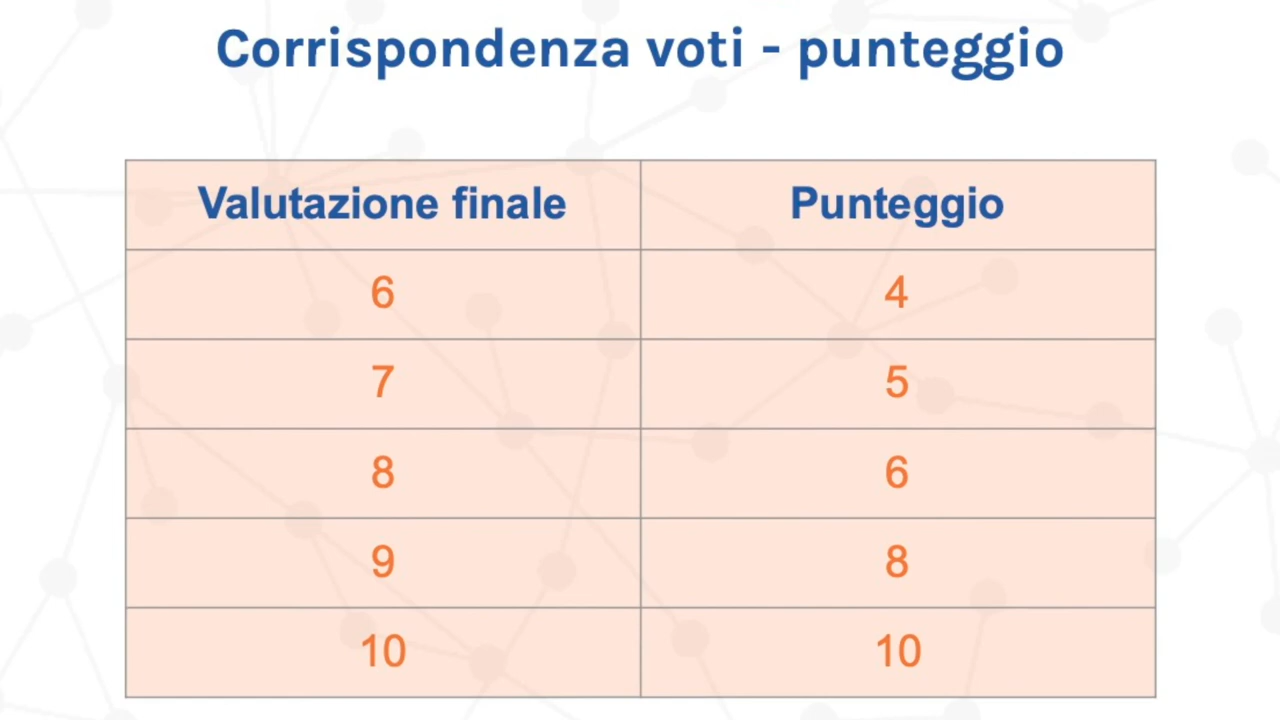 Corrispondenza voti - punteggio
Valutazione finale Punteggio
6 4
7 5
8 6
9 8
10 10